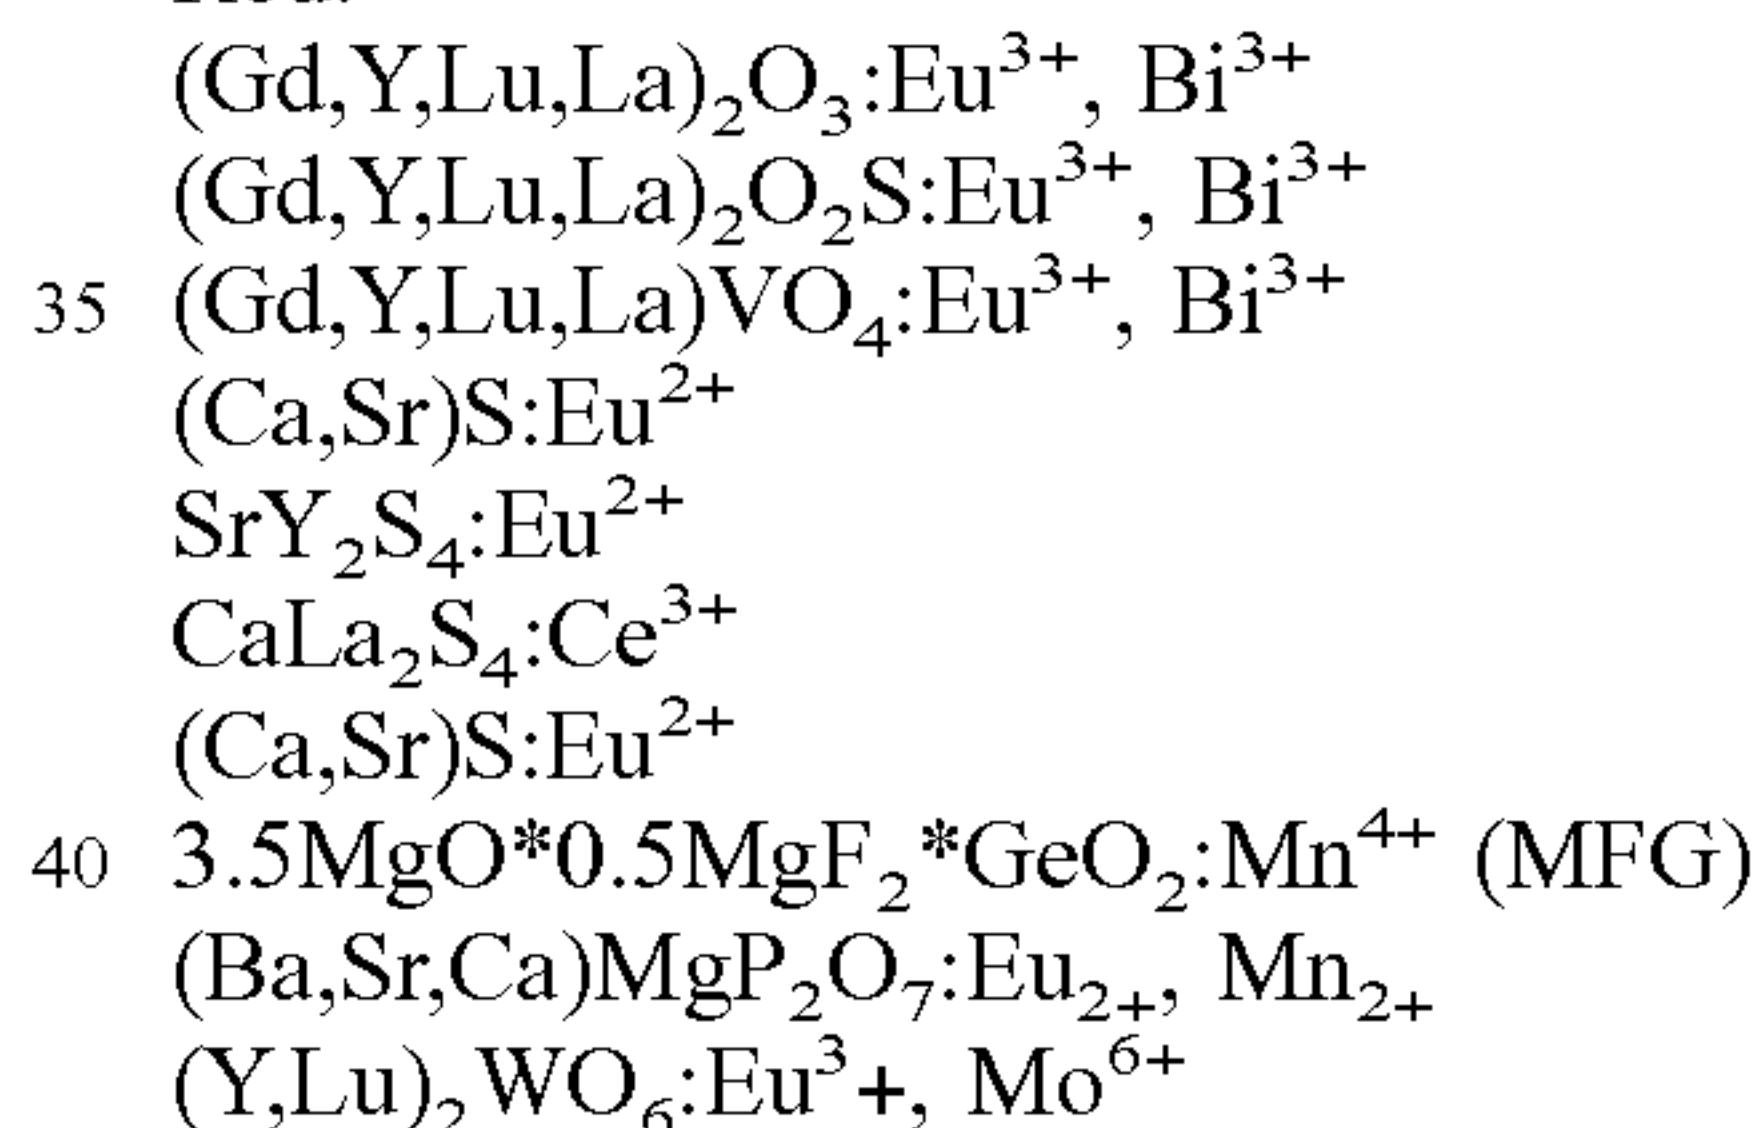 (Gd,Y,Lu,La)₂O₃:Eu³⁺, Bi³⁺
(Gd,Y,Lu,La)₂O₂S:Eu³⁺, Bi³⁺
35 (Gd,Y,Lu,La)VO₄:Eu³⁺, Bi³⁺
(Ca,Sr)S:Eu²⁺
SrY₂S₄:Eu²⁺
CaLa₂S₄:Ce³⁺
(Ca,Sr)S:Eu²⁺
40 3.5MgO*0.5MgF₂*GeO₂:Mn⁴⁺ (MFG)
(Ba,Sr,Ca)MgP₂O₇:Eu₂₊, Mn₂₊
(Y,Lu)₂WO₆:Eu³+, Mo⁶⁺